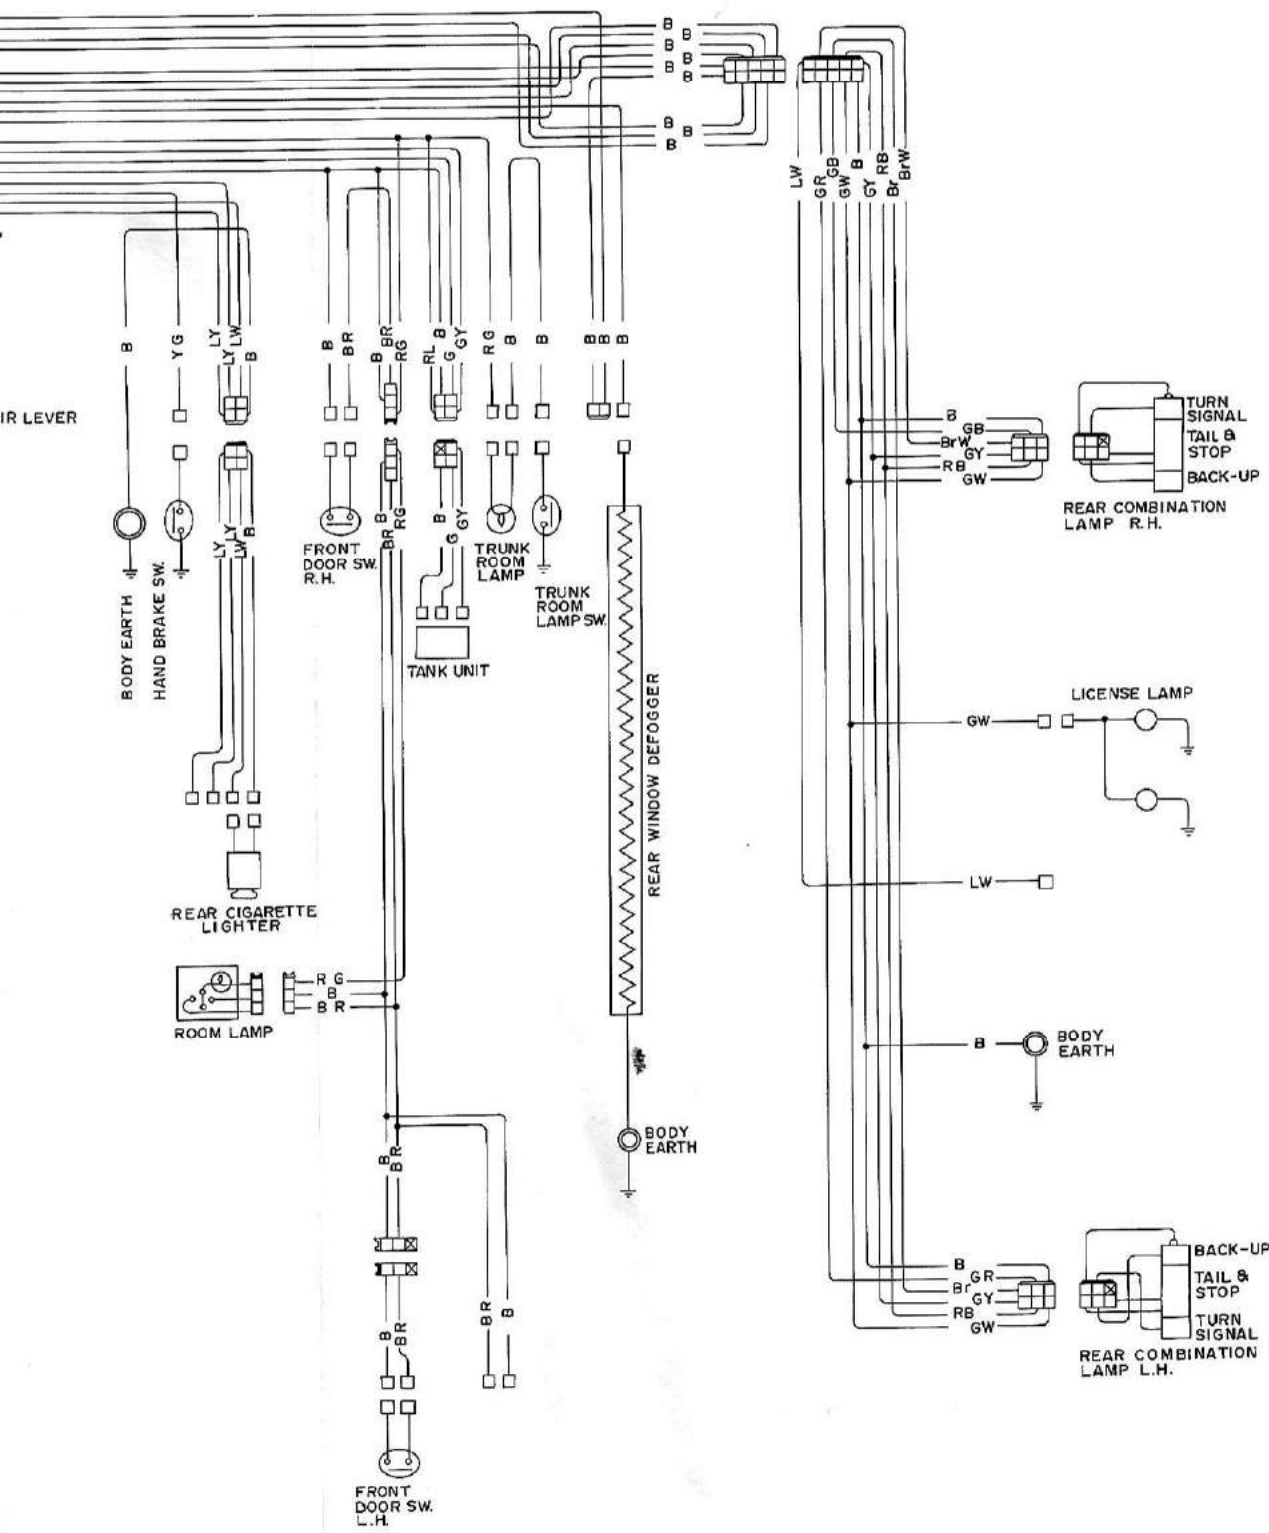 B
B
B
B
B
B
B
B
B
LW
GR
GB
GW
B
GY
RB
Br
BrW
B
YG
LY
LY
LW
B
B
BR
B
BR
RG
RL
B
G
GY
RG
B
B
B
B
B
IR LEVER
B
GB
BrW
GY
RB
GW
TURN
SIGNAL
TAIL &
STOP
BACK-UP
REAR COMBINATION
LAMP R.H.
LY
LY
LW
B
B
BR
RG
B
G
GY
BODY EARTH
HAND BRAKE SW.
FRONT
DOOR SW.
R.H.
TRUNK
ROOM
LAMP
TRUNK
ROOM
LAMP SW.
TANK UNIT
REAR WINDOW DEFOGGER
LICENSE LAMP
GW
LW
REAR CIGARETTE
LIGHTER
RG
B
BR
ROOM LAMP
B
BODY
EARTH
BODY
EARTH
B
BR
B
BR
BR
B
B
GR
Br
GY
RB
GW
BACK-UP
TAIL &
STOP
TURN
SIGNAL
REAR COMBINATION
LAMP L.H.
FRONT
DOOR SW.
L.H.